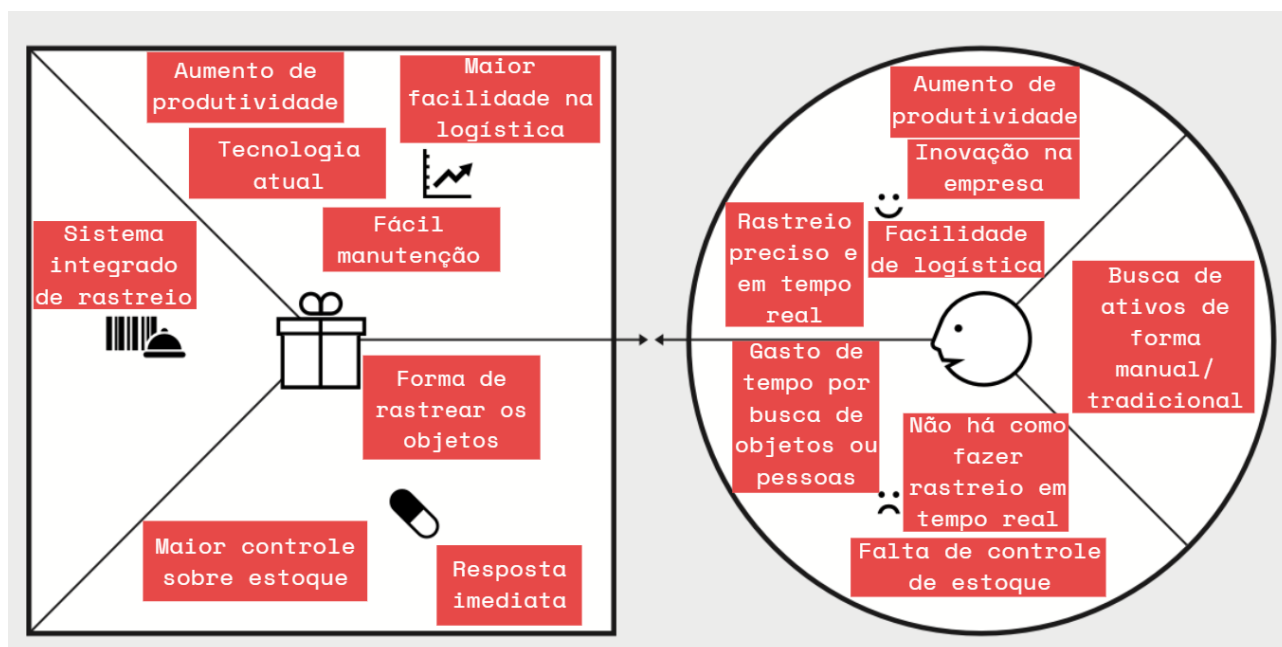 Aumento de
produtividade
Maior
facilidade na
logística
Tecnologia
atual
Fácil
manutenção
Sistema
integrado
de rastreio
Forma de
rastrear os
objetos
Maior controle
sobre estoque
Resposta
imediata
Aumento de
produtividade
Inovação na
empresa
Rastreio
preciso e
em tempo
real
Facilidade
de logística
Busca de
ativos de
forma
manual/
tradicional
Gasto de
tempo por
busca de
objetos ou
pessoas
Não há como
fazer
rastreio em
tempo real
Falta de controle
de estoque